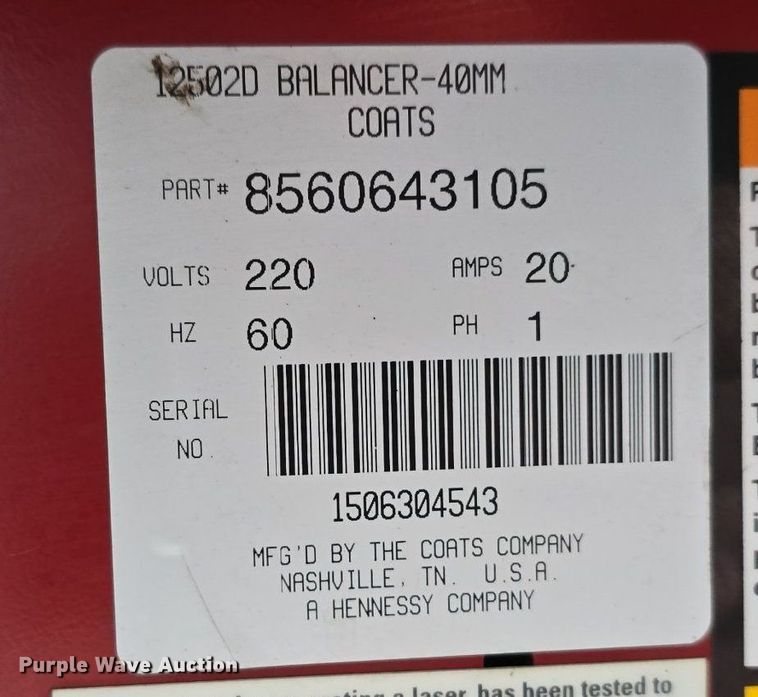 12502D BALANCER-40MM
COATS
PART# 8560643105
VOLTS 220 AMPS 20
HZ 60 PH 1
SERIAL
NO.
1506304543
MFG'D BY THE COATS COMPANY
NASHVILLE, TN. U.S.A.
A HENNESSY COMPANY
Purple Wave Auction
a laser has been tested to